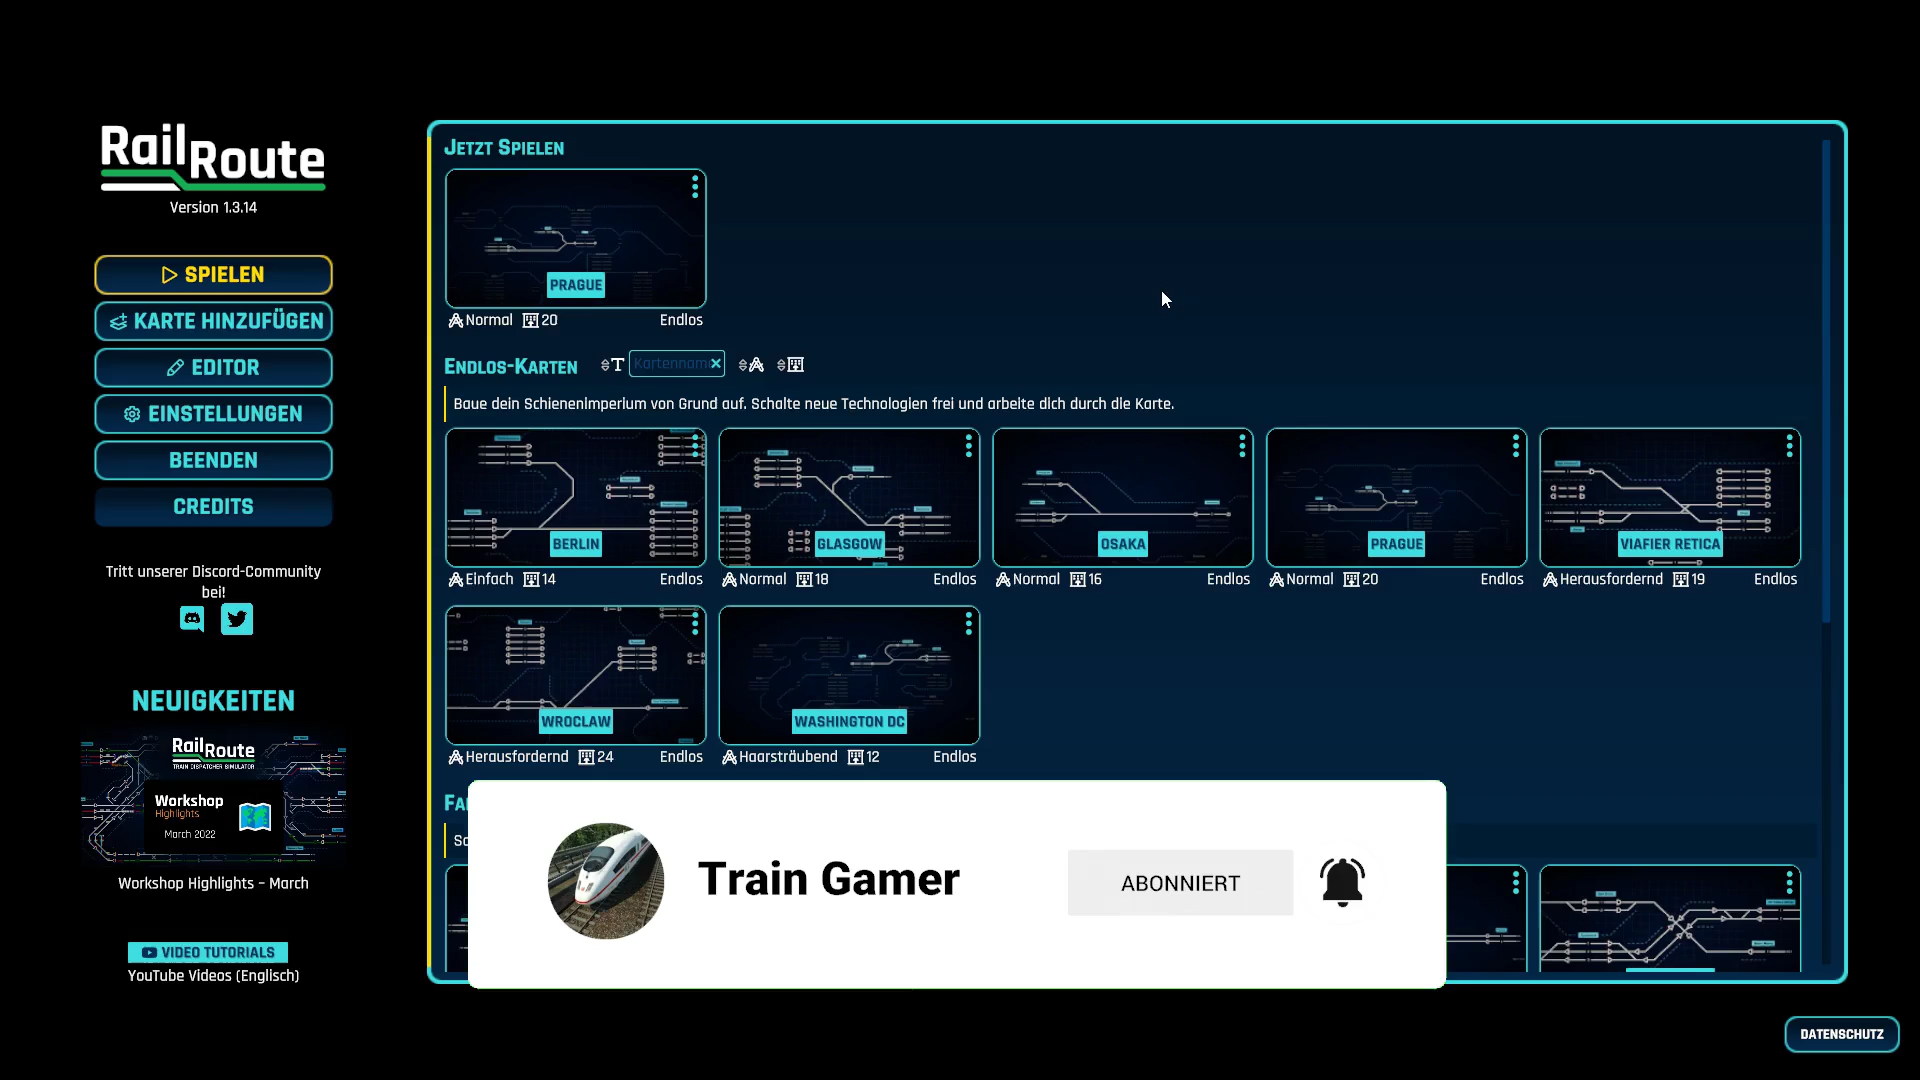 RailRoute
Version 1.3.14
SPIELEN
KARTE HINZUFÜGEN
EDITOR
EINSTELLUNGEN
BEENDEN
CREDITS
Tritt unserer Discord-Community
bei!
NEUIGKEITEN
RailRoute
TRAIN DISPATCHER SIMULATOR
Workshop
Highlights
March 2022
Workshop Highlights – March
VIDEO TUTORIALS
YouTube Videos (Englisch)
JETZT SPIELEN
PRAGUE
Normal 20 Endlos
ENDLOS-KARTEN T Kartennam
Baue dein Schienenimperium von Grund auf. Schalte neue Technologien frei und arbeite dich durch die Karte.
BERLIN
Einfach 14 Endlos
GLASGOW
Normal 18 Endlos
OSAKA
Normal 16 Endlos
PRAGUE
Normal 20 Endlos
VIAFIER RETICA
Herausfordernd 19 Endlos
WROCLAW
Herausfordernd 24 Endlos
WASHINGTON DC
Haarsträubend 12 Endlos
Train Gamer
ABONNIERT
DATENSCHUTZ